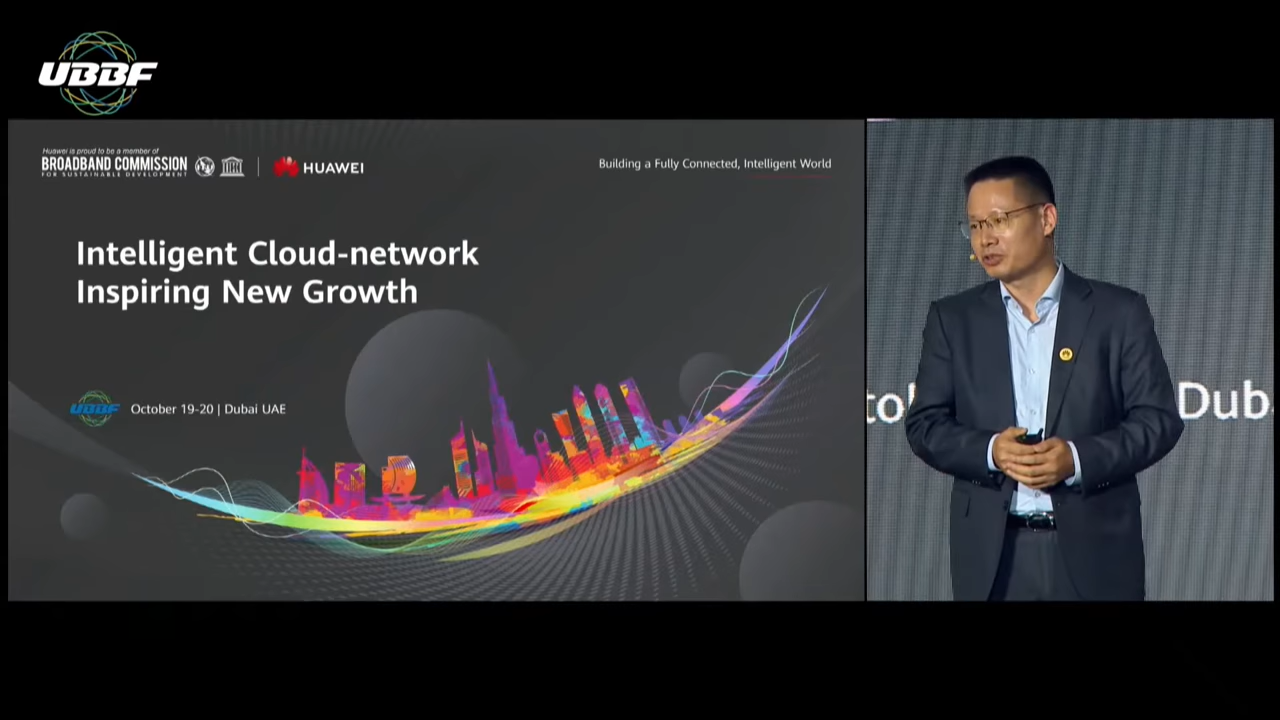 UBBF
Huawei is proud to be a member of
BROADBAND COMMISSION
FOR SUSTAINABLE DEVELOPMENT
HUAWEI
Building a Fully Connected, Intelligent World
Intelligent Cloud-network
Inspiring New Growth
UBBF
October 19-20 | Dubai UAE
tob
Dub